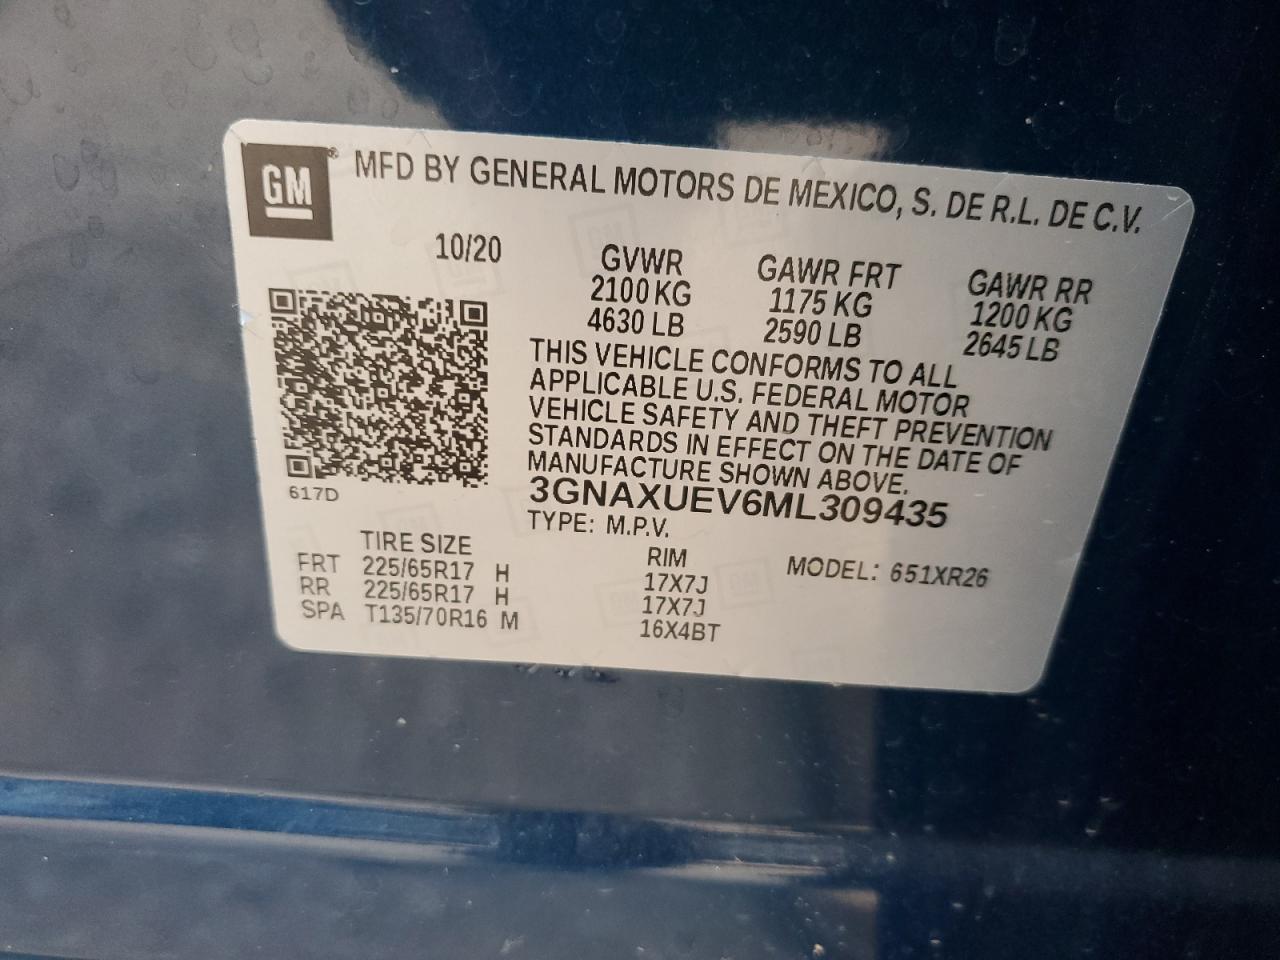 GM® MFD BY GENERAL MOTORS DE MEXICO, S. DE R.L. DE C.V.
10/20 GVWR GAWR FRT GAWR RR
2100 KG 1175 KG 1200 KG
4630 LB 2590 LB 2645 LB
THIS VEHICLE CONFORMS TO ALL
APPLICABLE U.S. FEDERAL MOTOR
VEHICLE SAFETY AND THEFT PREVENTION
STANDARDS IN EFFECT ON THE DATE OF
MANUFACTURE SHOWN ABOVE.
617D
3GNAXUEV6ML309435
TYPE: M.P.V.
TIRE SIZE RIM MODEL: 651XR26
FRT 225/65R17 H 17X7J
RR 225/65R17 H 17X7J
SPA T135/70R16 M 16X4BT